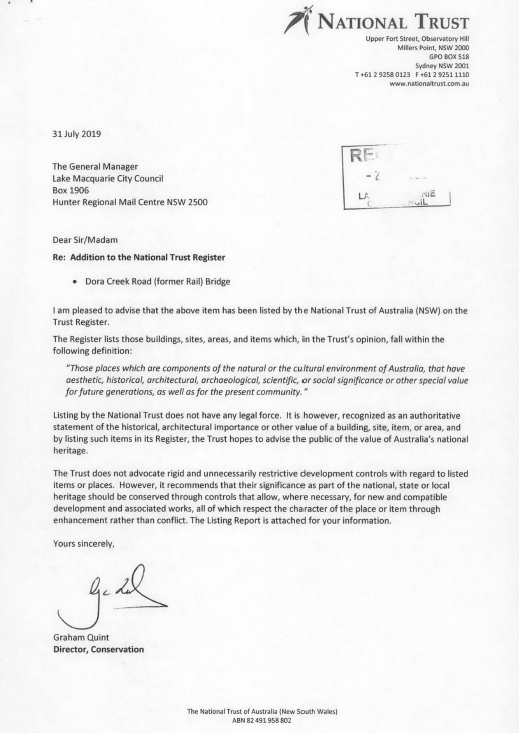 NATIONAL TRUST
Upper Fort Street, Observatory Hill
Millers Point, NSW 2000
GPO BOX 518
Sydney NSW 2001
T +61 2 9258 0123 F +61 2 9251 1110
www.nationaltrust.com.au
31 July 2019
The General Manager
Lake Macquarie City Council
Box 1906
Hunter Regional Mail Centre NSW 2500
- 2
Dear Sir/Madam
Re: Addition to the National Trust Register
• Dora Creek Road (former Rail) Bridge
I am pleased to advise that the above item has been listed by the National Trust of Australia (NSW) on the
Trust Register.
The Register lists those buildings, sites, areas, and items which, in the Trust's opinion, fall within the
following definition:
"Those places which are components of the natural or the cultural environment of Australia, that have
aesthetic, historical, architectural, archaeological, scientific, or social significance or other special value
for future generations, as well as for the present community."
Listing by the National Trust does not have any legal force. It is however, recognized as an authoritative
statement of the historical, architectural importance or other value of a building, site, item, or area, and
by listing such items in its Register, the Trust hopes to advise the public of the value of Australia's national
heritage.
The Trust does not advocate rigid and unnecessarily restrictive development controls with regard to listed
items or places. However, it recommends that their significance as part of the national, state or local
heritage should be conserved through controls that allow, where necessary, for new and compatible
development and associated works, all of which respect the character of the place or item through
enhancement rather than conflict. The Listing Report is attached for your information.
Yours sincerely,
Graham Quint
Director, Conservation
The National Trust of Australia (New South Wales)
ABN 82 491 958 802